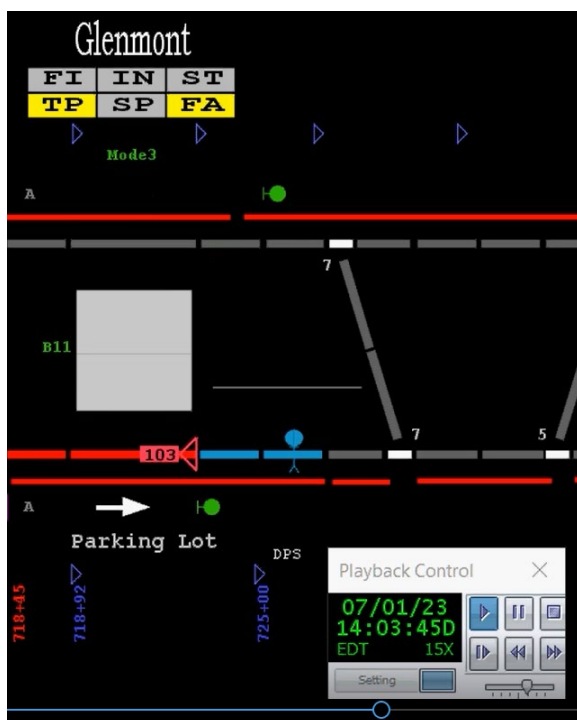 Glenmont
FI IN ST
TP SP FA
Mode3
A
7
B11
7
5
103
A
Parking Lot
DPS
718+45
718+92
725+00
Playback Control
07/01/23
14:03:45D
EDT 15X
Setting